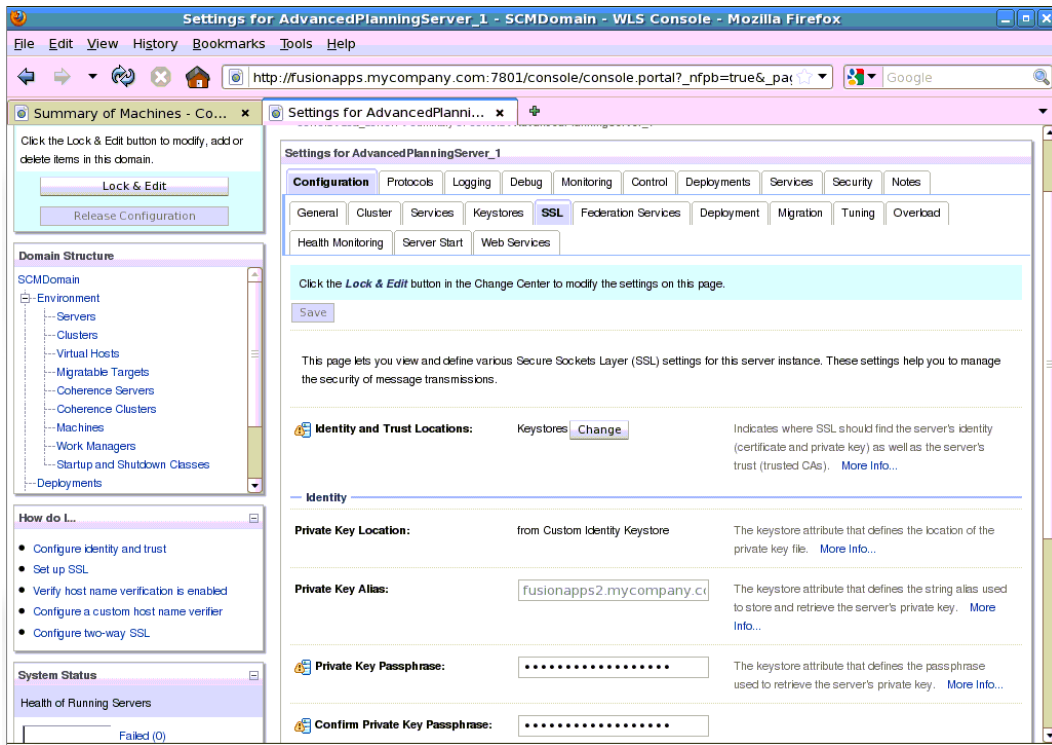 Settings for AdvancedPlanningServer_1 - SCMDomain - WLS Console - Mozilla Firefox
File Edit View History Bookmarks Tools Help
http://fusionapps.mycompany.com:7801/console/console.portal?_nfpb=true&_pag
Google
Summary of Machines - Co...
Settings for AdvancedPlanni...
Click the Lock & Edit button to modify, add or
delete items in this domain.
Lock & Edit
Release Configuration
Domain Structure
SCMDomain
Environment
Servers
Clusters
Virtual Hosts
Migratable Targets
Coherence Servers
Coherence Clusters
Machines
Work Managers
Startup and Shutdown Classes
Deployments
How do I...
Configure identity and trust
Set up SSL
Verify host name verification is enabled
Configure a custom host name verifier
Configure two-way SSL
System Status
Health of Running Servers
Failed (0)
Settings for AdvancedPlanningServer_1
Configuration Protocols Logging Debug Monitoring Control Deployments Services Security Notes
General Cluster Services Keystores SSL Federation Services Deployment Migration Tuning Overload
Health Monitoring Server Start Web Services
Click the Lock & Edit button in the Change Center to modify the settings on this page.
Save
This page lets you view and define various Secure Sockets Layer (SSL) settings for this server instance. These settings help you to manage
the security of message transmissions.
Identity and Trust Locations: Keystores Change
Indicates where SSL should find the server's identity
(certificate and private key) as well as the server's
trust (trusted CAs). More Info...
Identity
Private Key Location: from Custom Identity Keystore
The keystore attribute that defines the location of the
private key file. More Info...
Private Key Alias: fusionapps2.mycompany.co
The keystore attribute that defines the string alias used
to store and retrieve the server's private key. More
Info...
Private Key Passphrase: ••••••••••••••••••
The keystore attribute that defines the passphrase
used to retrieve the server's private key. More Info...
Confirm Private Key Passphrase: ••••••••••••••••••